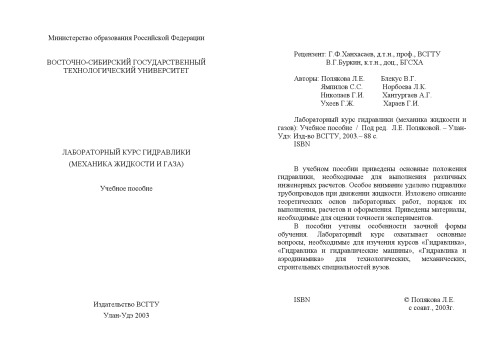 Министерство образования Российской Федерации
ВОСТОЧНО-СИБИРСКИЙ ГОСУДАРСТВЕННЫЙ
ТЕХНОЛОГИЧЕСКИЙ УНИВЕРСИТЕТ
ЛАБОРАТОРНЫЙ КУРС ГИДРАВЛИКИ
(МЕХАНИКА ЖИДКОСТИ И ГАЗА)
Учебное пособие
Издательство ВСГТУ
Улан-Удэ 2003
Рецензент: Г.Ф.Ханхасаев, д.т.н., проф., ВСГТУ
В.Г.Буркин, к.т.н., доц., БГСХА
Авторы: Полякова Л.Е. Блекус В.Г.
Ямпилов С.С. Норбоева Л.К.
Николаев Г.И. Хантургаев А.Г.
Ухеев Г.Ж. Хараев Г.И.
Лабораторный курс гидравлики (механика жидкости и
газов): Учебное пособие / Под ред. Л.Е. Поляковой. – Улан-
Удэ: Изд-во ВСГТУ, 2003.– 88 с.
ISBN
В учебном пособии приведены основные положения
гидравлики, необходимые для выполнения различных
инженерных расчетов. Особое внимание уделено гидравлике
трубопроводов при движении жидкости. Изложено описание
теоретических основ лабораторных работ, порядок их
выполнения, расчетов и оформления. Приведены материалы,
необходимые для оценки точности экспериментов.
В пособии учтены особенности заочной формы
обучения. Лабораторный курс охватывает основные
вопросы, необходимые для изучения курсов «Гидравлика»,
«Гидравлика и гидравлические машины», «Гидравлика и
аэродинамика» для технологических, механических,
строительных специальностей вузов.
ISBN © Полякова Л.Е.
с соавт., 2003г.